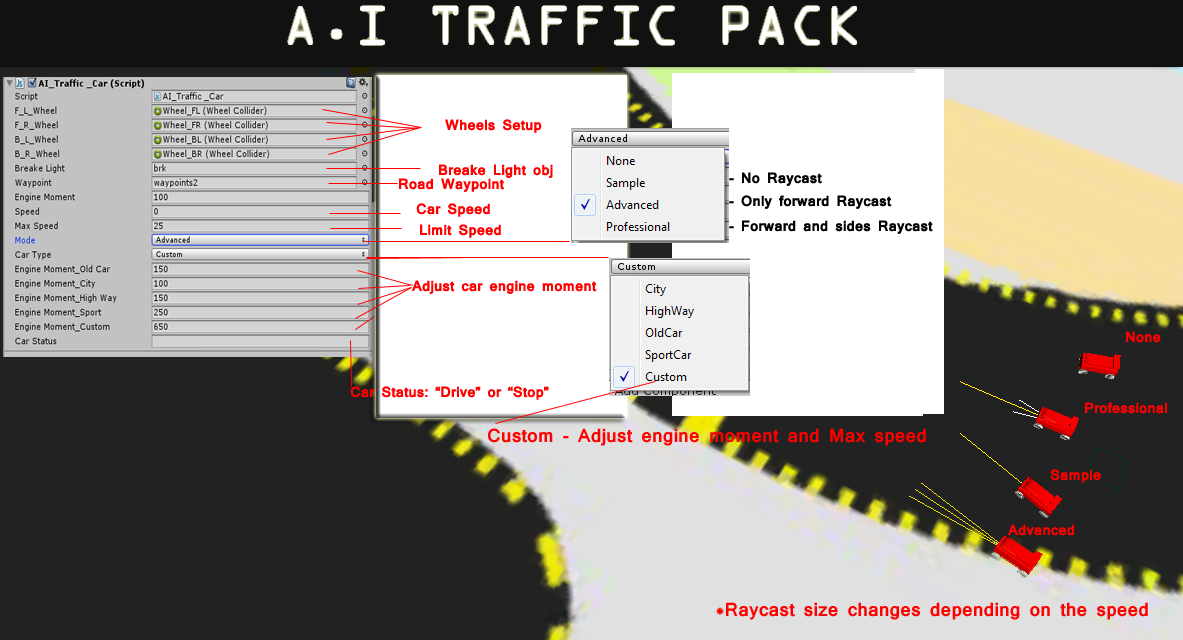 A.I TRAFFIC PACK
AI_Traffic _Car (Script)
Script AI_Traffic _Car
F_L_Wheel Wheel_FL (Wheel Collider)
F_R_Wheel Wheel_FR (Wheel Collider)
B_L_Wheel Wheel_BL (Wheel Collider)
B_R_Wheel Wheel_BR (Wheel Collider)
Breake Light brk
Waypoint waypoints2
Engine Moment 100
Speed 0
Max Speed 25
Mode Advanced
Car Type Custom
Engine Moment_Old Car 150
Engine Moment_City 100
Engine Moment_High Way 150
Engine Moment_Sport 250
Engine Moment_Custom 650
Car Status
Wheels Setup
Breake Light obj
Road Waypoint
Car Speed
Limit Speed
Adjust car engine moment
Car Status: “Drive” or “Stop”
Advanced
None
Sample
Advanced
Professional
- No Raycast
- Only forward Raycast
- Forward and sides Raycast
Custom
City
HighWay
OldCar
SportCar
Custom
Add Component
Custom - Adjust engine moment and Max speed
None
Professional
Sample
Advanced
*Raycast size changes depending on the speed